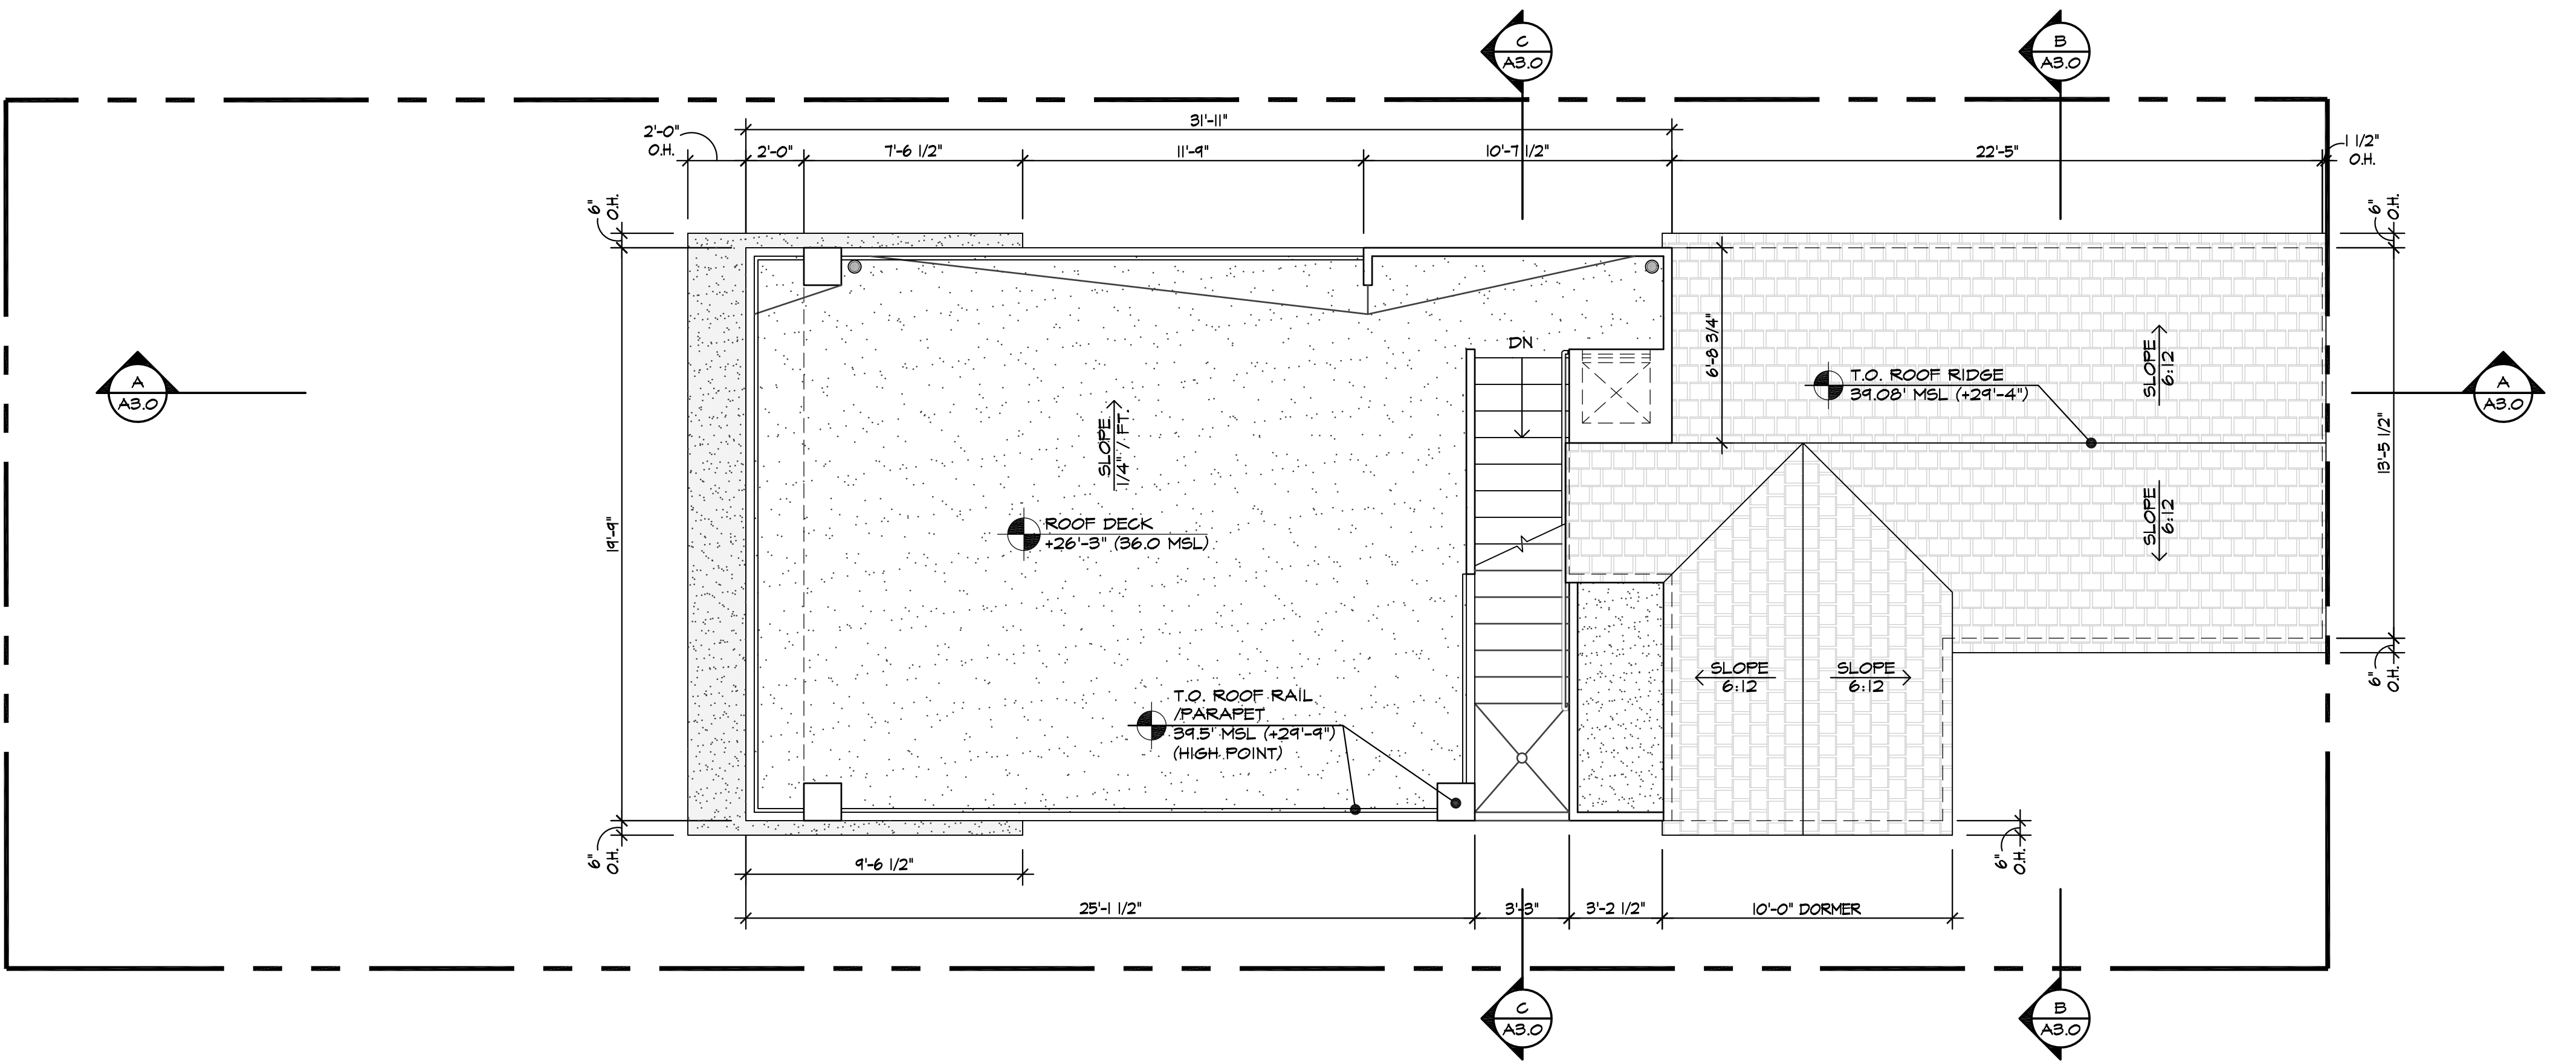 C
A3.0
B
A3.0
31'-11"
2'-0"
O.H.
2'-0"
7'-6 1/2"
11'-9"
10'-7 1/2"
22'-5"
1 1/2"
O.H.
6"
O.H.
6"
O.H.
DN
6'-8 3/4"
T.O. ROOF RIDGE
39.08' MSL (+29'-4")
SLOPE
6:12
A
A3.0
A
A3.0
SLOPE
1/4" / FT.
13'-5 1/2"
19'-9"
ROOF DECK
+26'-3" (36.0 MSL)
SLOPE
6:12
SLOPE
6:12
SLOPE
6:12
6"
O.H.
T.O. ROOF RAIL
/PARAPET
39.5' MSL (+29'-9")
(HIGH POINT)
6"
O.H.
6"
O.H.
9'-6 1/2"
25'-1 1/2"
3'-3"
3'-2 1/2"
10'-0" DORMER
C
A3.0
B
A3.0